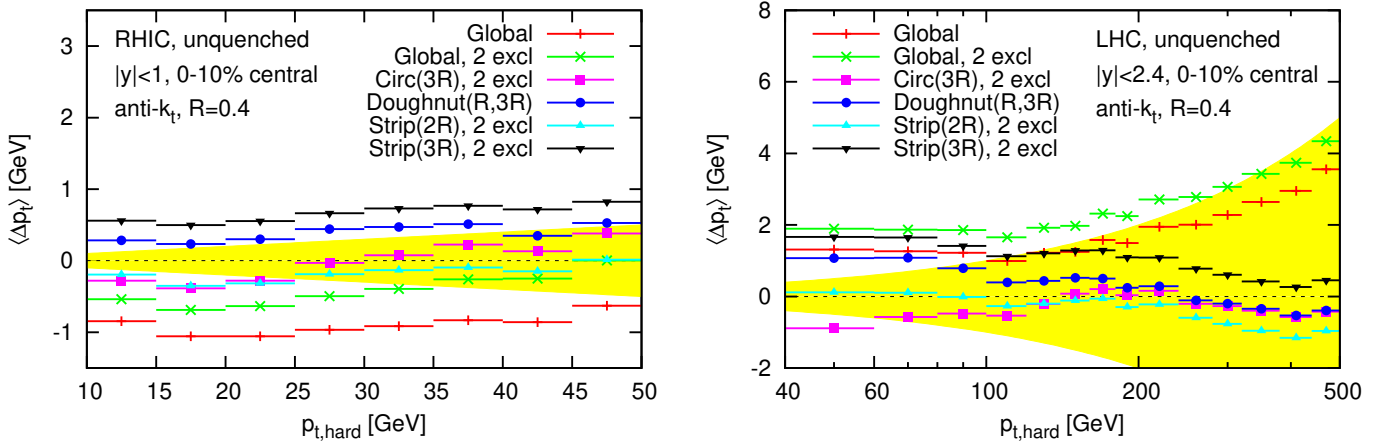 3
2
1
0
-1
10
15
20
25
30
35
40
45
50
⟨Δp_t⟩ [GeV]
p_t,hard [GeV]
RHIC, unquenched
|y|<1, 0-10% central
anti-k_t, R=0.4
Global
Global, 2 excl
Circ(3R), 2 excl
Doughnut(R,3R)
Strip(2R), 2 excl
Strip(3R), 2 excl
8
6
4
2
0
-2
40
60
80
100
200
500
⟨Δp_t⟩ [GeV]
p_t,hard [GeV]
Global
Global, 2 excl
Circ(3R), 2 excl
Doughnut(R,3R)
Strip(2R), 2 excl
Strip(3R), 2 excl
LHC, unquenched
|y|<2.4, 0-10% central
anti-k_t, R=0.4